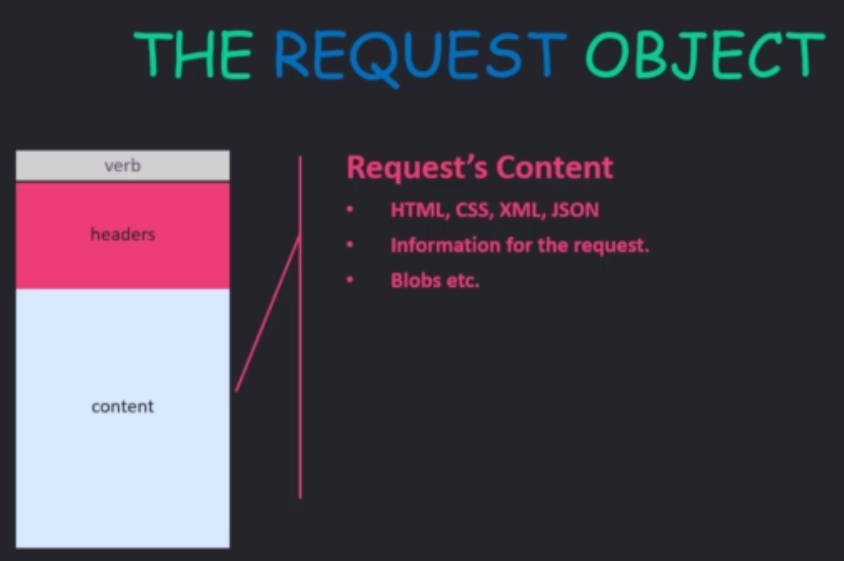 THE REQUEST OBJECT
verb
headers
content
Request's Content
• HTML, CSS, XML, JSON
• Information for the request.
• Blobs etc.